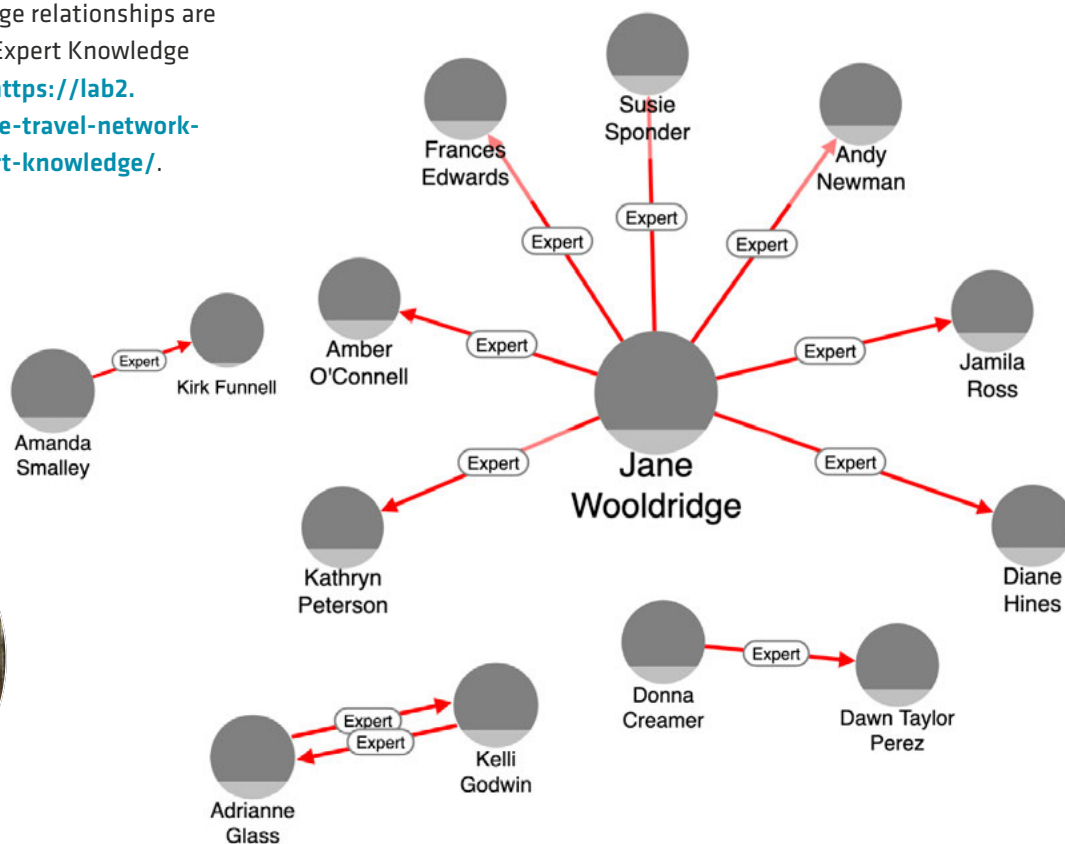 ge relationships are
Expert Knowledge
ttps://lab2.
e-travel-network-
t-knowledge/.
Susie
Sponder
Frances
Edwards
Andy
Newman
Expert
Expert
Expert
Amber
O'Connell
Expert
Expert
Jamila
Ross
Expert
Kirk Funnell
Amanda
Smalley
Jane
Wooldridge
Expert
Expert
Kathryn
Peterson
Diane
Hines
Donna
Creamer
Expert
Dawn Taylor
Perez
Expert
Expert
Kelli
Godwin
Adrianne
Glass